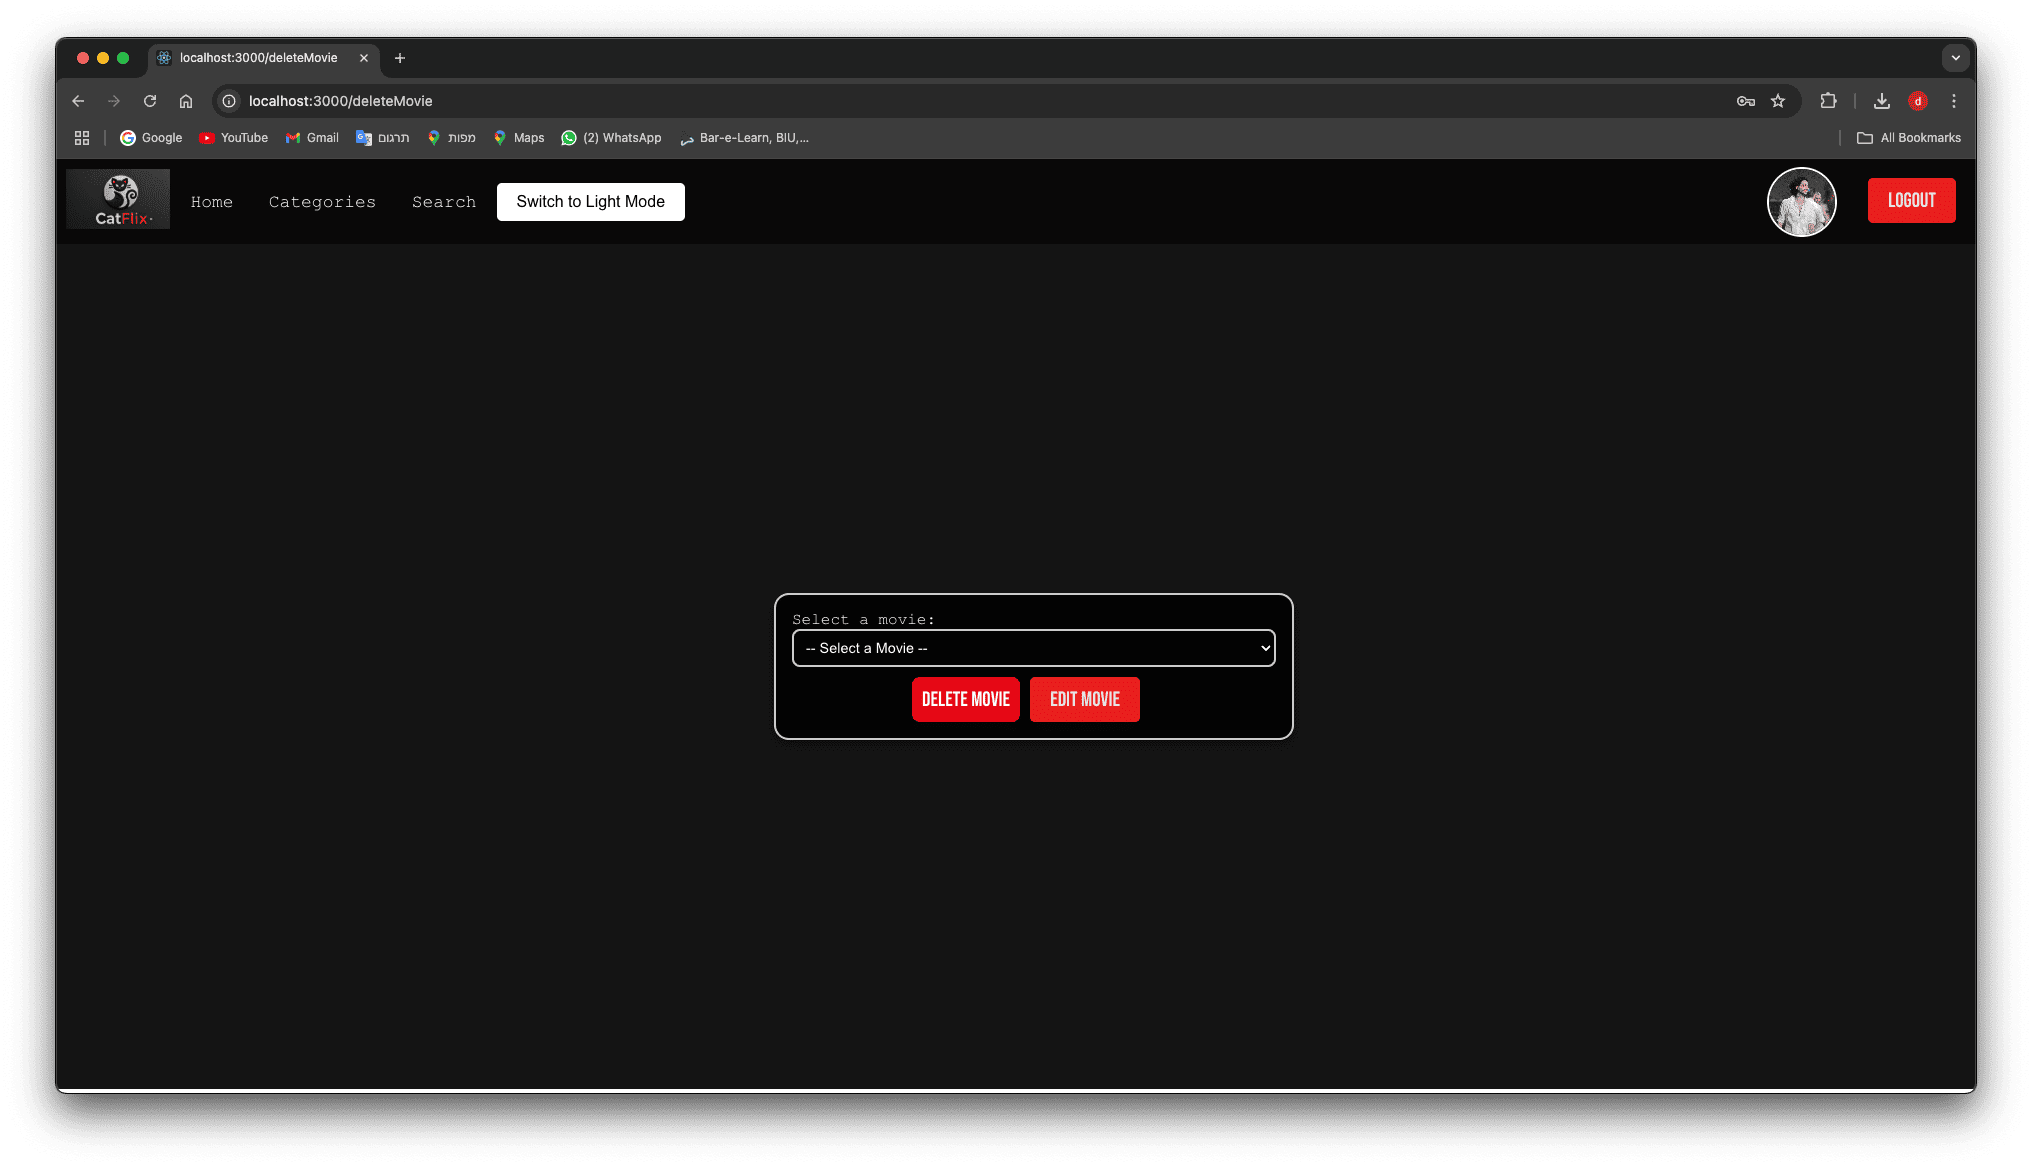 localhost:3000/deleteMovie
localhost:3000/deleteMovie
d
Google YouTube Gmail תרגום מפות Maps (2) WhatsApp Bar-e-Learn, BIU,... All Bookmarks
CatFlix
Home Categories Search Switch to Light Mode LOGOUT
Select a movie:
-- Select a Movie --
DELETE MOVIE EDIT MOVIE